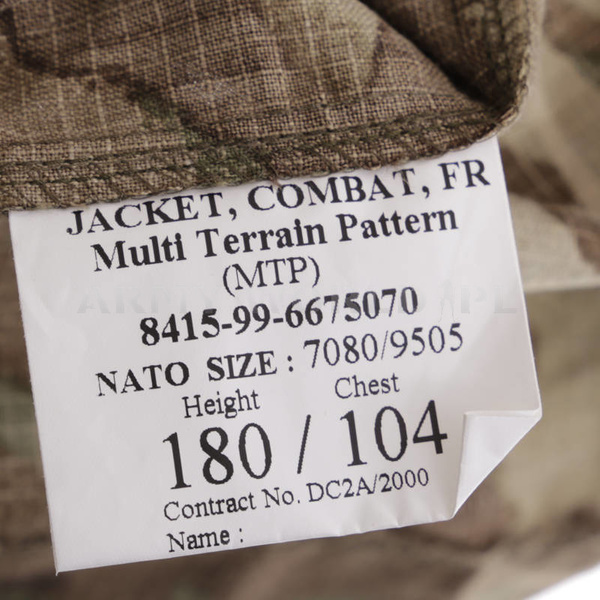 JACKET, COMBAT, FR
Multi Terrain Pattern
(MTP)
8415-99-6675070
NATO SIZE : 7080/9505
Height Chest
180 / 104
Contract No. DC2A/2000
Name :